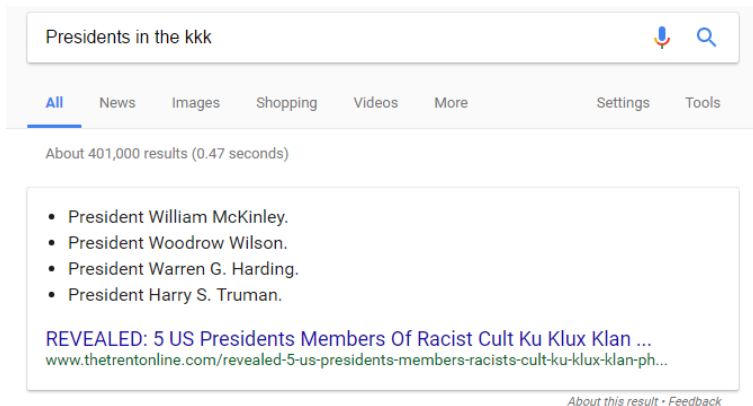 Presidents in the kkk
All News Images Shopping Videos More Settings Tools
About 401,000 results (0.47 seconds)
• President William McKinley.
• President Woodrow Wilson.
• President Warren G. Harding.
• President Harry S. Truman.
REVEALED: 5 US Presidents Members Of Racist Cult Ku Klux Klan ...
www.thetrentonline.com/revealed-5-us-presidents-members-racists-cult-ku-klux-klan-ph...
About this result • Feedback